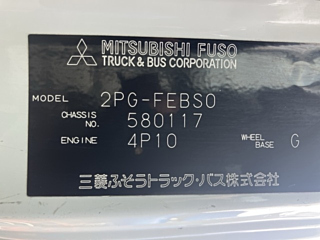 MITSUBISHI FUSO
TRUCK & BUS CORPORATION
MODEL 2PG-FEBS0
CHASSIS NO. 580117
ENGINE 4P10 WHEEL BASE G
三菱ふそうトラック・バス株式会社